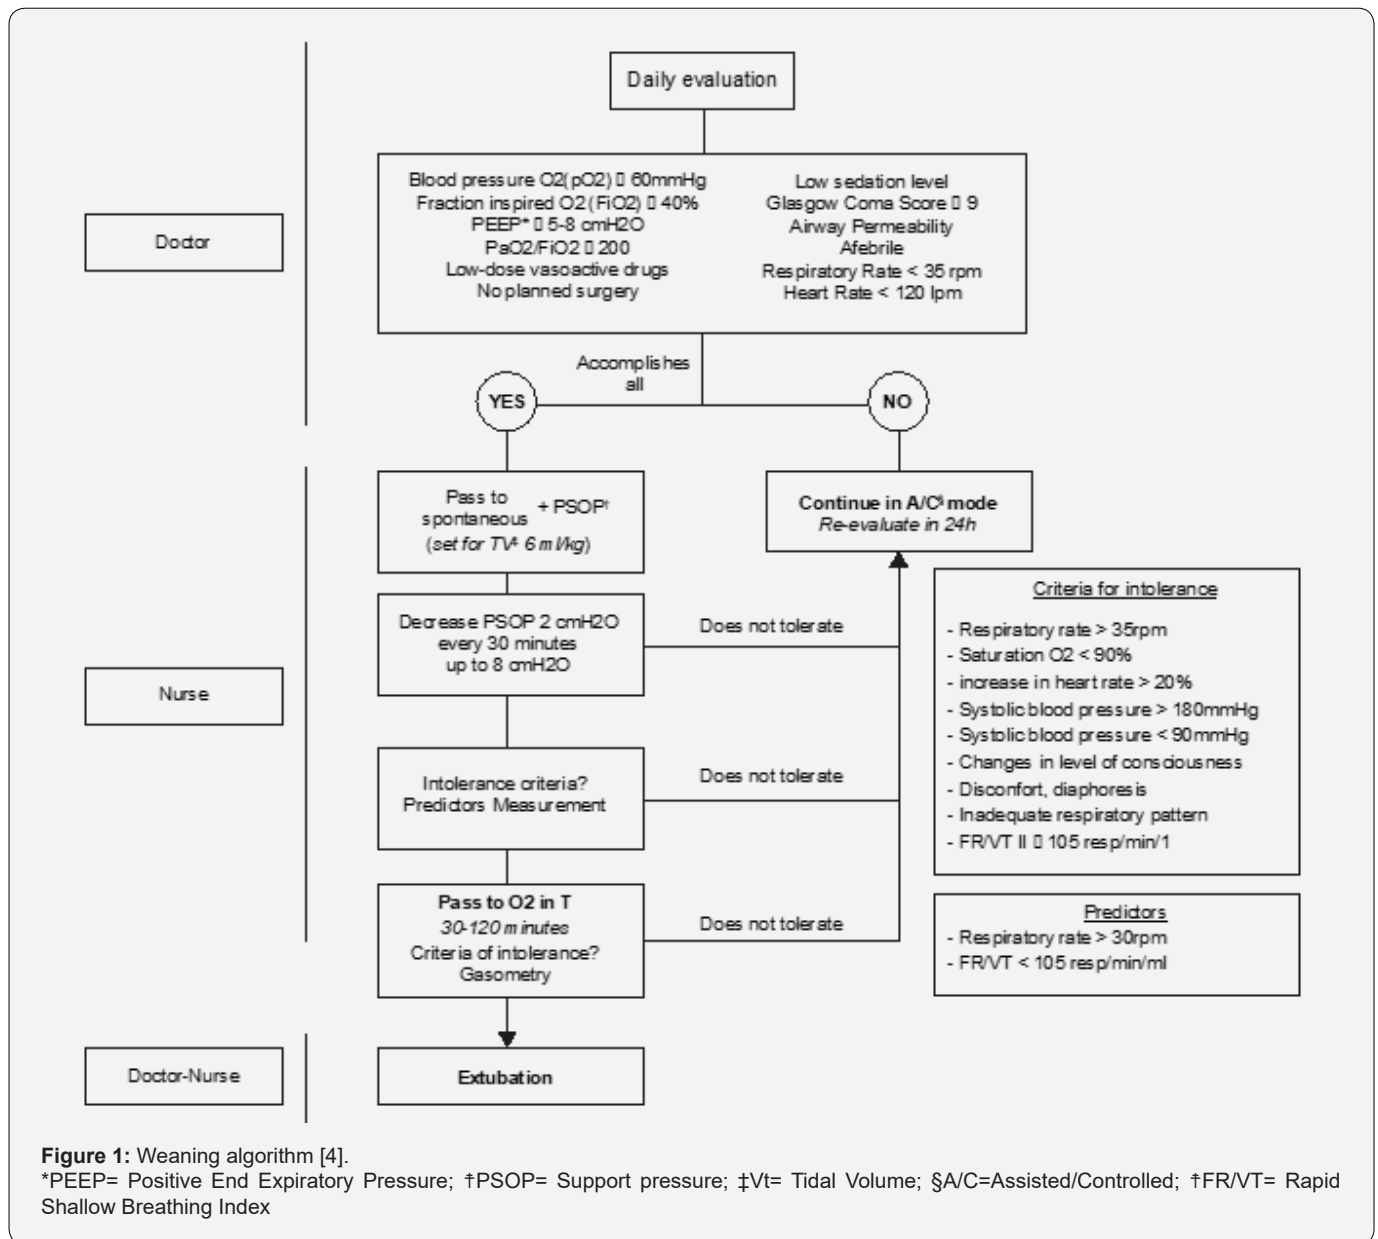 Daily evaluation
Doctor
Blood pressure O2(pO2) ▯ 60mmHg
Fraction inspired O2 (FiO2) ▯ 40%
PEEP* ▯ 5-8 cmH2O
PaO2/FiO2 ▯ 200
Low-dose vasoactive drugs
No planned surgery
Low sedation level
Glasgow Coma Score ▯ 9
Airway Permeability
Afebrile
Respiratory Rate < 35 rpm
Heart Rate < 120 lpm
Accomplishes
all
YES
NO
Nurse
Pass to
spontaneous + PSOP†
(set for TV‡ 6 ml/kg)
Continue in A/C§ mode
Re-evaluate in 24h
Decrease PSOP 2 cmH2O
every 30 minutes
up to 8 cmH2O
Does not tolerate
Intolerance criteria?
Predictors Measurement
Does not tolerate
Pass to O2 in T
30-120 minutes
Criteria of intolerance?
Gasometry
Does not tolerate
Criteria for intolerance
- Respiratory rate > 35rpm
- Saturation O2 < 90%
- increase in heart rate > 20%
- Systolic blood pressure > 180mmHg
- Systolic blood pressure < 90mmHg
- Changes in level of consciousness
- Disconfort, diaphoresis
- Inadequate respiratory pattern
- FR/VT II ▯ 105 resp/min/1
Predictors
- Respiratory rate > 30rpm
- FR/VT < 105 resp/min/ml
Doctor-Nurse
Extubation
Figure 1: Weaning algorithm [4].
*PEEP= Positive End Expiratory Pressure; †PSOP= Support pressure; ‡Vt= Tidal Volume; §A/C=Assisted/Controlled; †FR/VT= Rapid
Shallow Breathing Index